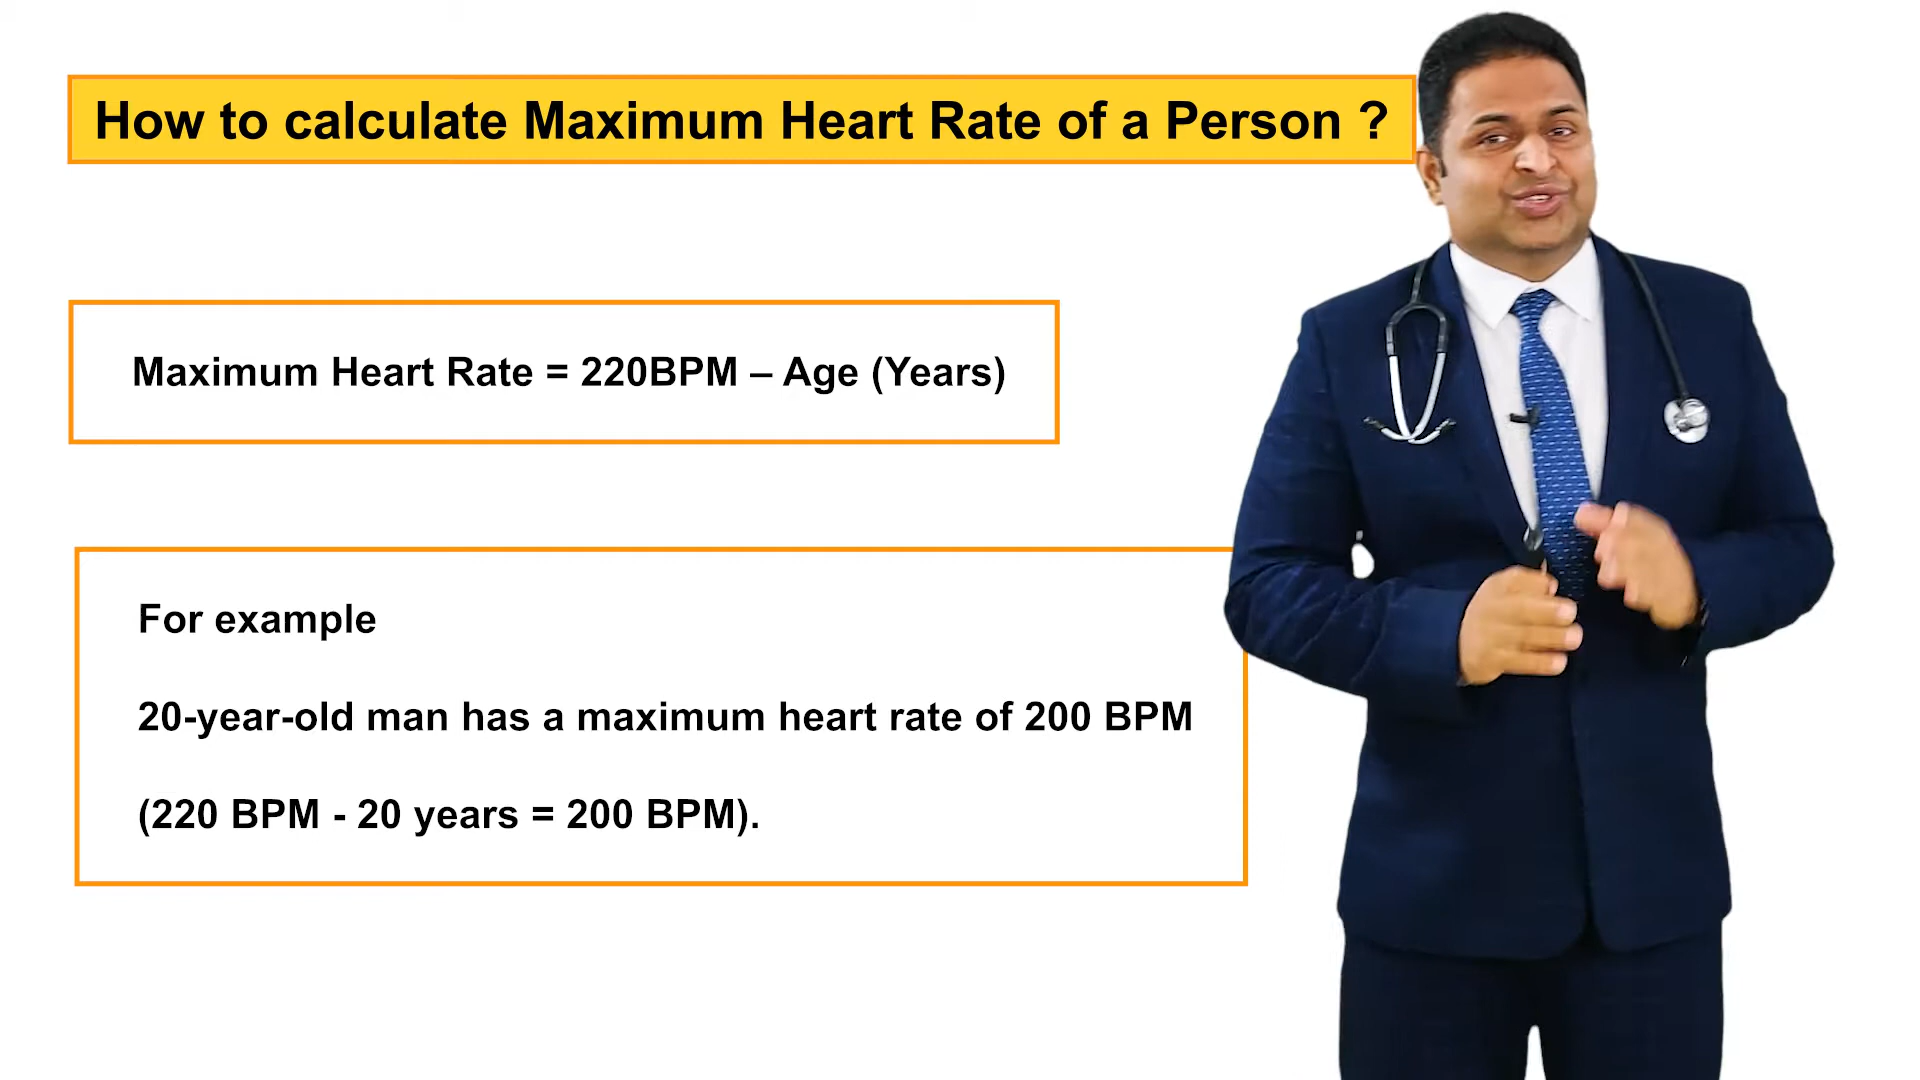 How to calculate Maximum Heart Rate of a Person ?
Maximum Heart Rate = 220BPM – Age (Years)
For example
20-year-old man has a maximum heart rate of 200 BPM
(220 BPM - 20 years = 200 BPM).